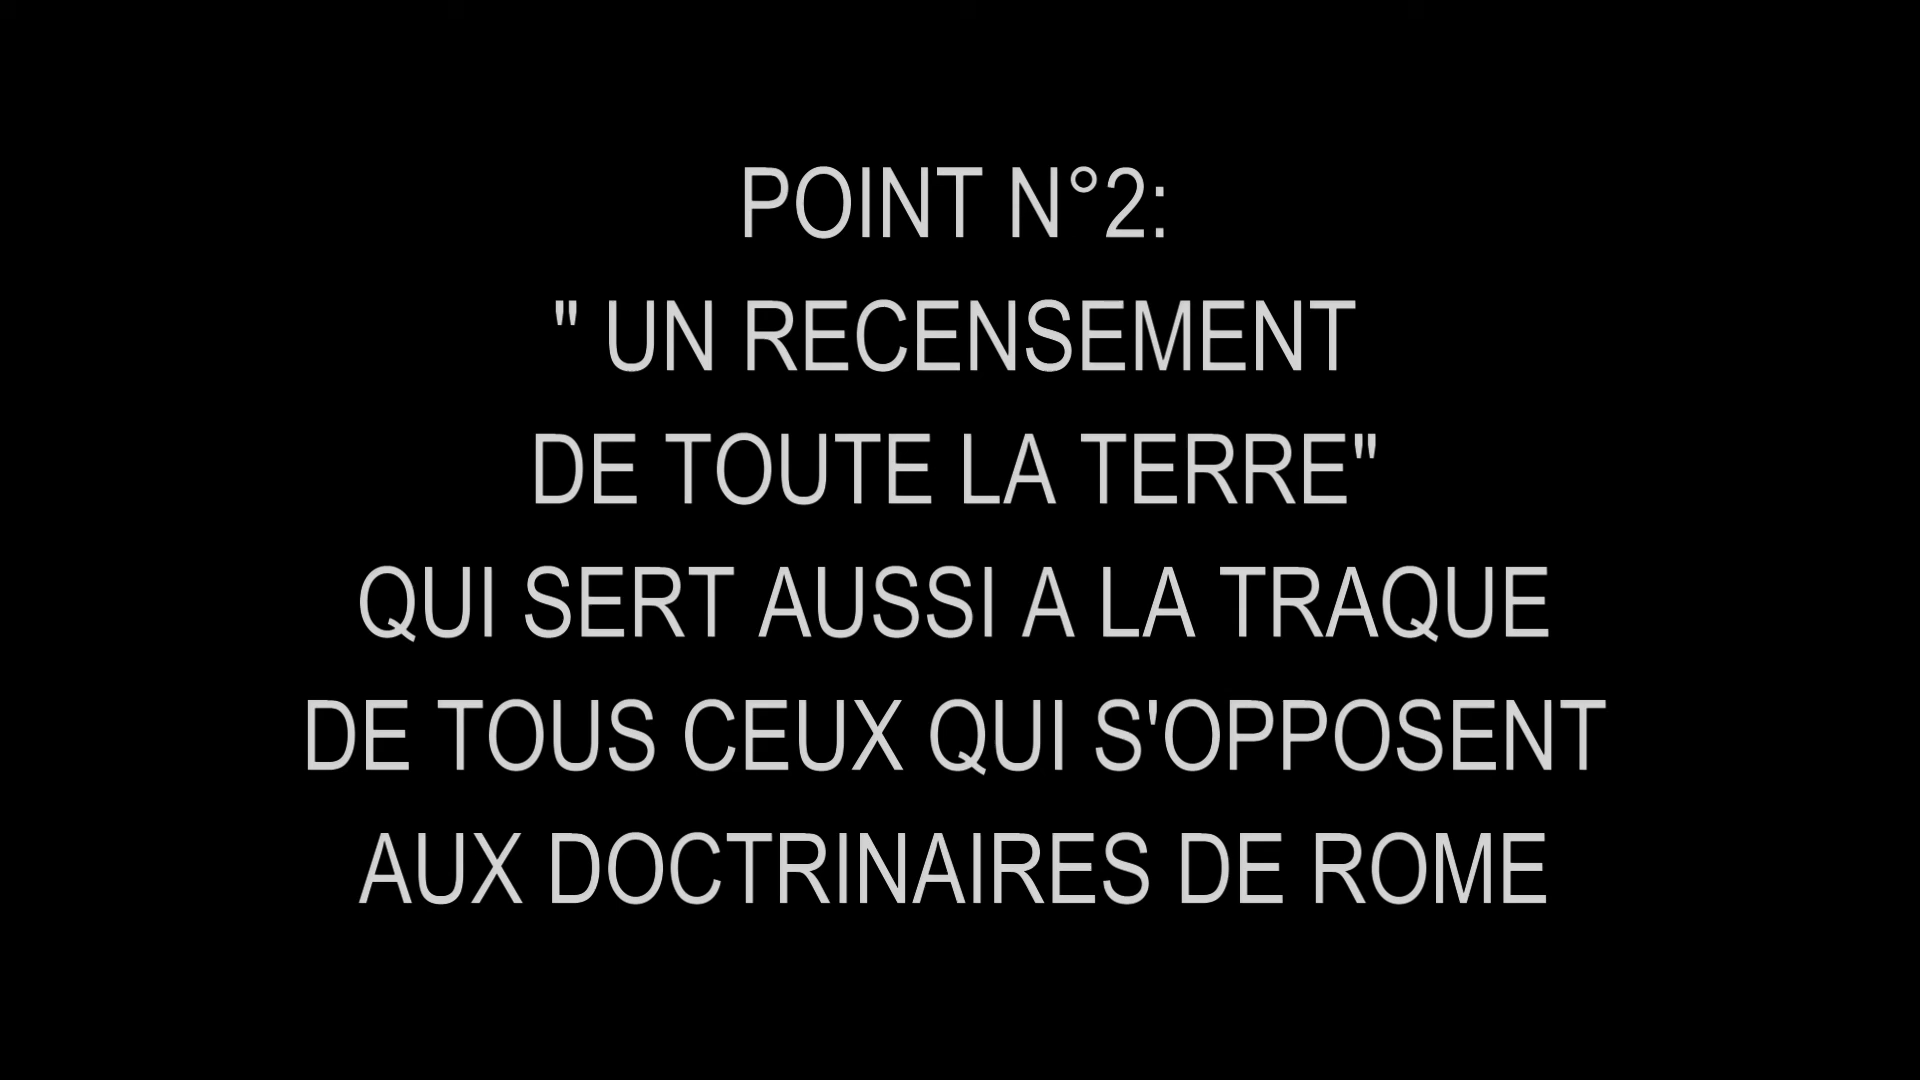 POINT N°2:
" UN RECENSEMENT
DE TOUTE LA TERRE"
QUI SERT AUSSI A LA TRAQUE
DE TOUS CEUX QUI S'OPPOSENT
AUX DOCTRINAIRES DE ROME